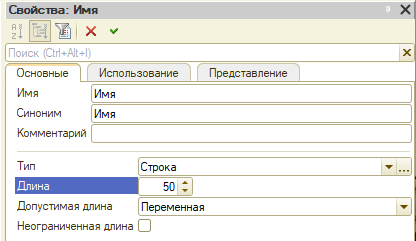 Свойства: Имя
Поиск (Ctrl+Alt+I)
Основные Использование Представление
Имя Имя
Синоним Имя
Комментарий
Тип Строка
Длина 50
Допустимая длина Переменная
Неограниченная длина